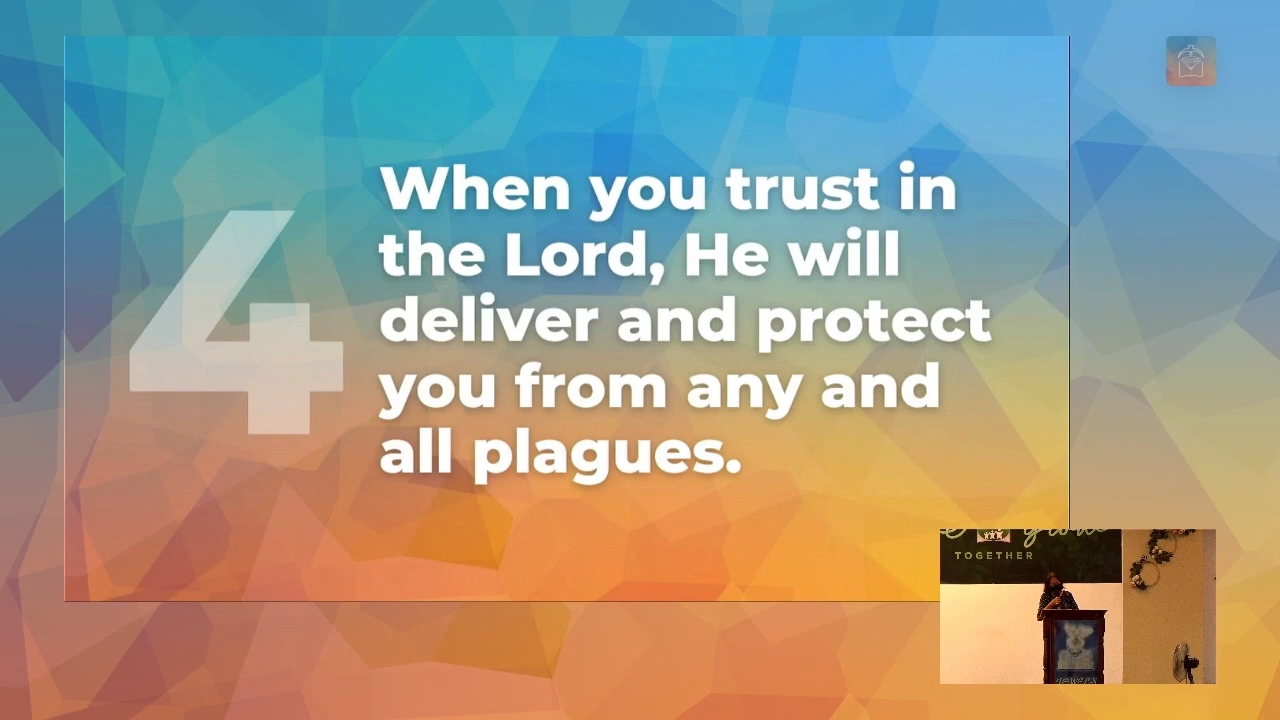 4
When you trust in
the Lord, He will
deliver and protect
you from any and
all plagues.
TOGETHER